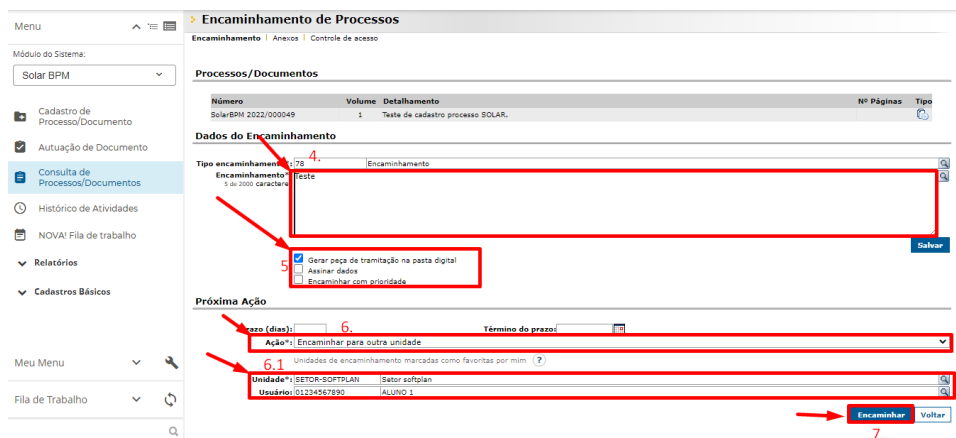 Menu
Módulo do Sistema:
Solar BPM
Cadastro de
Processo/Documento
Autuação de Documento
Consulta de
Processos/Documentos
Histórico de Atividades
NOVA! Fila de trabalho
Relatórios
Cadastros Básicos
Meu Menu
Fila de Trabalho
Encaminhamento de Processos
Encaminhamento | Anexos | Controle de acesso
Processos/Documentos
Número Volume Detalhamento Nº Páginas Tipo
SolarBPM 2022/000049 1 Teste de cadastro processo SOLAR.
Dados do Encaminhamento
4.
Tipo encaminhamento*: 78 Encaminhamento
Encaminhamento* Teste
5 de 2000 caractere
Salvar
5
Gerar peça de tramitação na pasta digital
Assinar dados
Encaminhar com prioridade
Próxima Ação
6.
Prazo (dias): Término do prazo:
Ação*: Encaminhar para outra unidade
Unidades de encaminhamento marcadas como favoritas por mim ?
6.1
Unidade*: SETOR-SOFTPLAN Setor softplan
Usuário: 01234567890 ALUNO 1
Encaminhar Voltar
7.